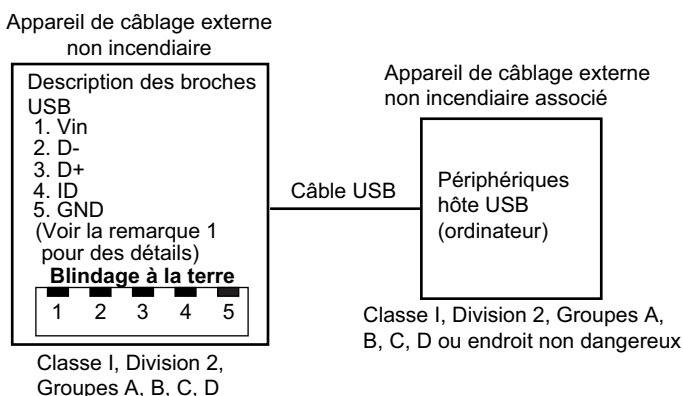 Appareil de câblage externe
non incendiaire
Description des broches
USB
1. Vin
2. D-
3. D+
4. ID
5. GND
(Voir la remarque 1
pour des détails)
Blindage à la terre
1 2 3 4 5
Classe I, Division 2,
Groupes A, B, C, D
Câble USB
Appareil de câblage externe
non incendiaire associé
Périphériques
hôte USB
(ordinateur)
Classe I, Division 2, Groupes A,
B, C, D ou endroit non dangereux